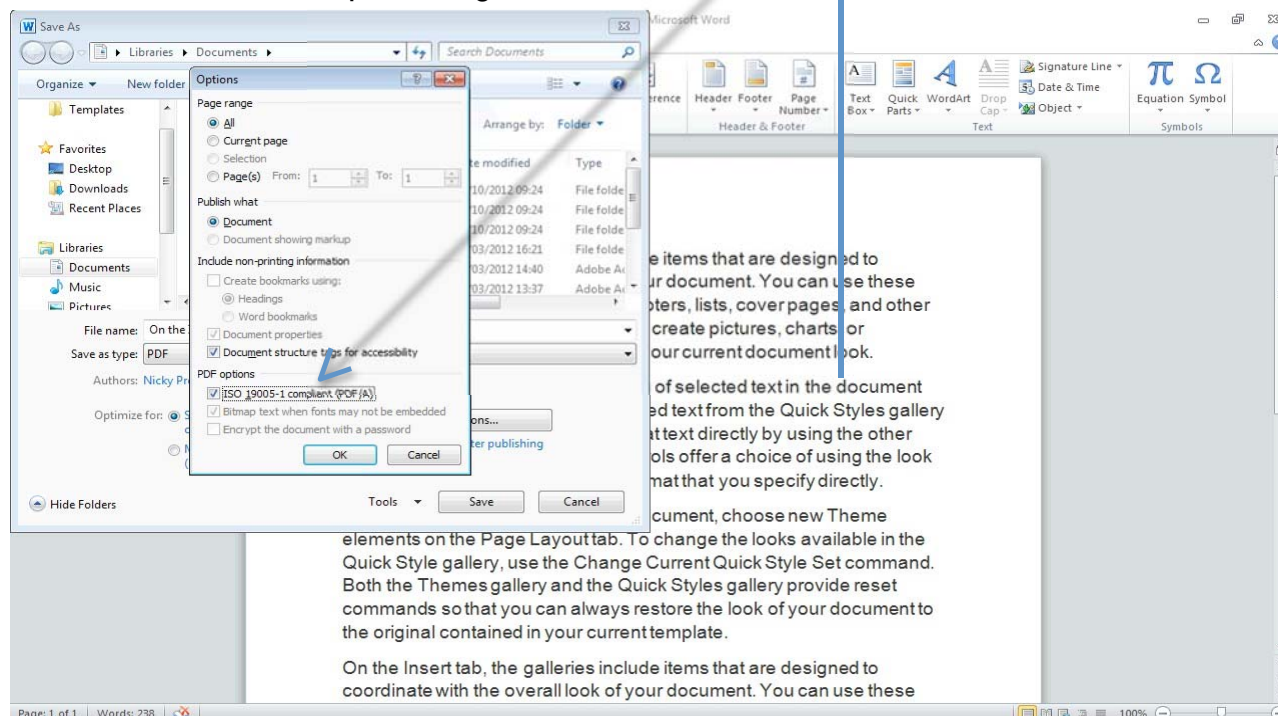 Save As
Microsoft Word
Libraries Documents
Search Documents
Organize New folder
Templates
Favorites
Desktop
Downloads
Recent Places
Libraries
Documents
Music
Pictures
Arrange by: Folder
te modified Type
10/2012 09:24 File folde
10/2012 09:24 File folde
10/2012 09:24 File folde
03/2012 16:21 File folde
03/2012 14:40 Adobe Ac
03/2012 13:37 Adobe Ac
File name: On the
Save as type: PDF
Authors: Nicky Pr
Optimize for: S
ons...
ter publishing
Hide Folders
Tools Save Cancel
Options
Page range
All
Current page
Selection
Page(s) From: 1 To: 1
Publish what
Document
Document showing markup
Include non-printing information
Create bookmarks using:
Headings
Word bookmarks
Document properties
Document structure tags for accessibility
PDF options
ISO 19005-1 compliant (PDF/A)
Bitmap text when fonts may not be embedded
Encrypt the document with a password
OK Cancel
erence
Header Footer Page Number
Header & Footer
Text Box Quick Parts WordArt Drop Cap
Signature Line
Date & Time
Object
Text
Equation Symbol
Symbols
e items that are designed to
ur document. You can use these
oters, lists, cover pages, and other
create pictures, charts, or
our current document look.
of selected text in the document
ed text from the Quick Styles gallery
at text directly by using the other
ols offer a choice of using the look
mat that you specify directly.
cument, choose new Theme
elements on the Page Layout tab. To change the looks available in the
Quick Style gallery, use the Change Current Quick Style Set command.
Both the Themes gallery and the Quick Styles gallery provide reset
commands so that you can always restore the look of your document to
the original contained in your current template.
On the Insert tab, the galleries include items that are designed to
coordinate with the overall look of your document. You can use these
Page: 1 of 1 Words: 238
100%